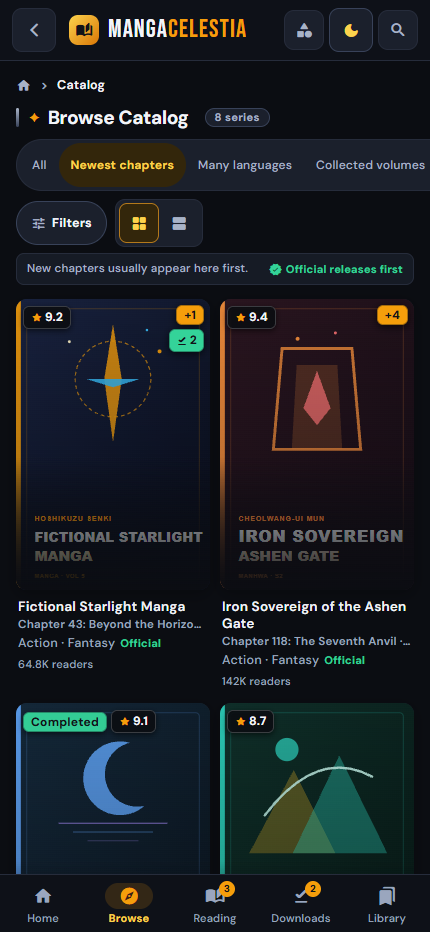 MANGACELESTIA
Catalog
Browse Catalog
8 series
All
Newest chapters
Many languages
Collected volumes
Filters
New chapters usually appear here first.
Official releases first
9.2
+1
2
HOSHIKUZU SENKI
FICTIONAL STARLIGHT
MANGA
MANGA · VOL 5
Fictional Starlight Manga
Chapter 43: Beyond the Horizo...
Action · Fantasy Official
64.8K readers
9.4
+4
CHEOLWANG-UI MUN
IRON SOVEREIGN
ASHEN GATE
Iron Sovereign of the Ashen
Gate
Chapter 118: The Seventh Anvil ·...
Action · Fantasy Official
142K readers
Completed
9.1
8.7
Home
Browse
3
Reading
2
Downloads
Library